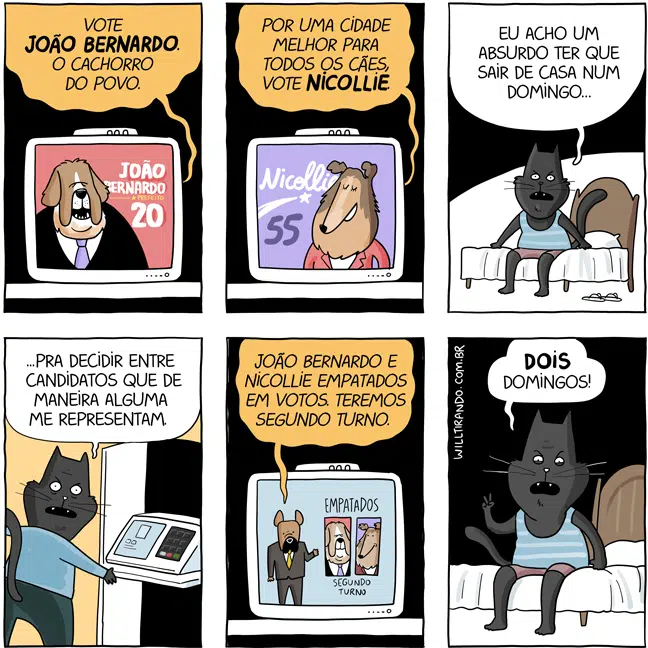 VOTE
JOÃO BERNARDO.
O CACHORRO
DO POVO.
JOÃO
BERNARDO
★ PREFEITO
20
POR UMA CIDADE
MELHOR PARA
TODOS OS CÃES,
VOTE NICOLLIE.
Nicollie
55
EU ACHO UM
ABSURDO TER QUE
SAIR DE CASA NUM
DOMINGO...
...PRA DECIDIR ENTRE
CANDIDATOS QUE DE
MANEIRA ALGUMA
ME REPRESENTAM.
JOÃO BERNARDO E
NICOLLIE EMPATADOS
EM VOTOS. TEREMOS
SEGUNDO TURNO.
EMPATADOS
SEGUNDO
TURNO
WILLTIRANDO.COM.BR
DOIS
DOMINGOS!